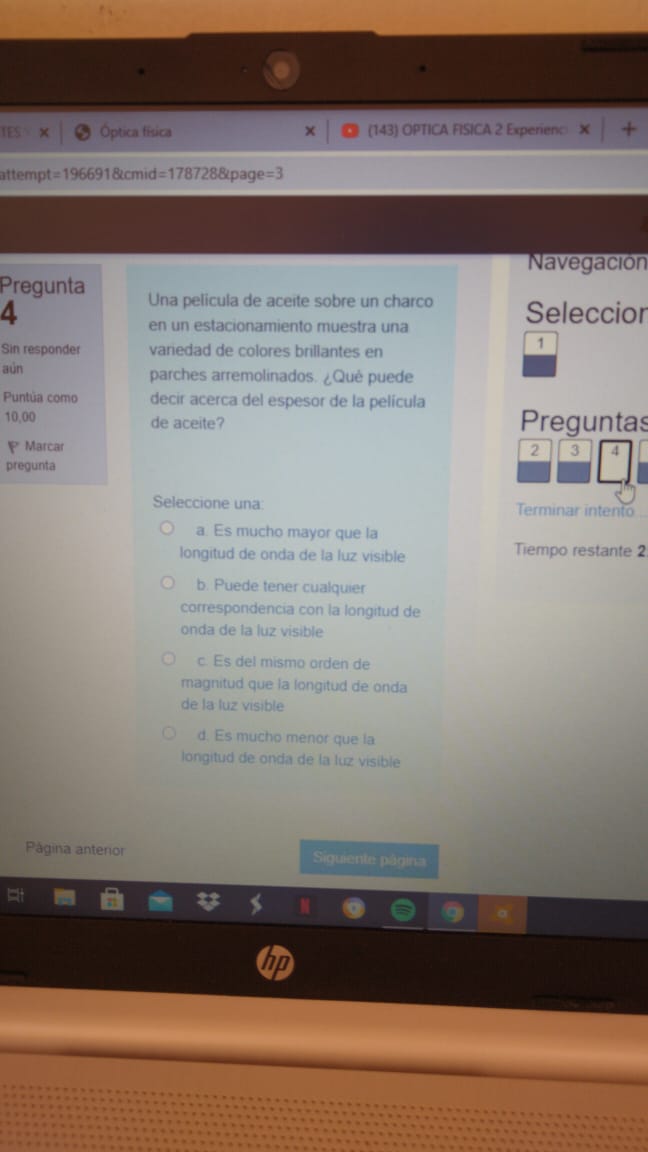 TES
Óptica física
(143) OPTICA FISICA 2 Experienc
attempt=196691&cmid=178728&page=3
Pregunta
4
Sin responder
aún
Puntúa como
10,00
Marcar
pregunta
Una película de aceite sobre un charco
en un estacionamiento muestra una
variedad de colores brillantes en
parches arremolinados. ¿Qué puede
decir acerca del espesor de la película
de aceite?
Seleccione una:
a. Es mucho mayor que la
longitud de onda de la luz visible
b. Puede tener cualquier
correspondencia con la longitud de
onda de la luz visible
c. Es del mismo orden de
magnitud que la longitud de onda
de la luz visible
d. Es mucho menor que la
longitud de onda de la luz visible
Página anterior
Siguiente página
Navegación
Seleccion
1
Preguntas
2 3 4
Terminar intento...
Tiempo restante 2
hp